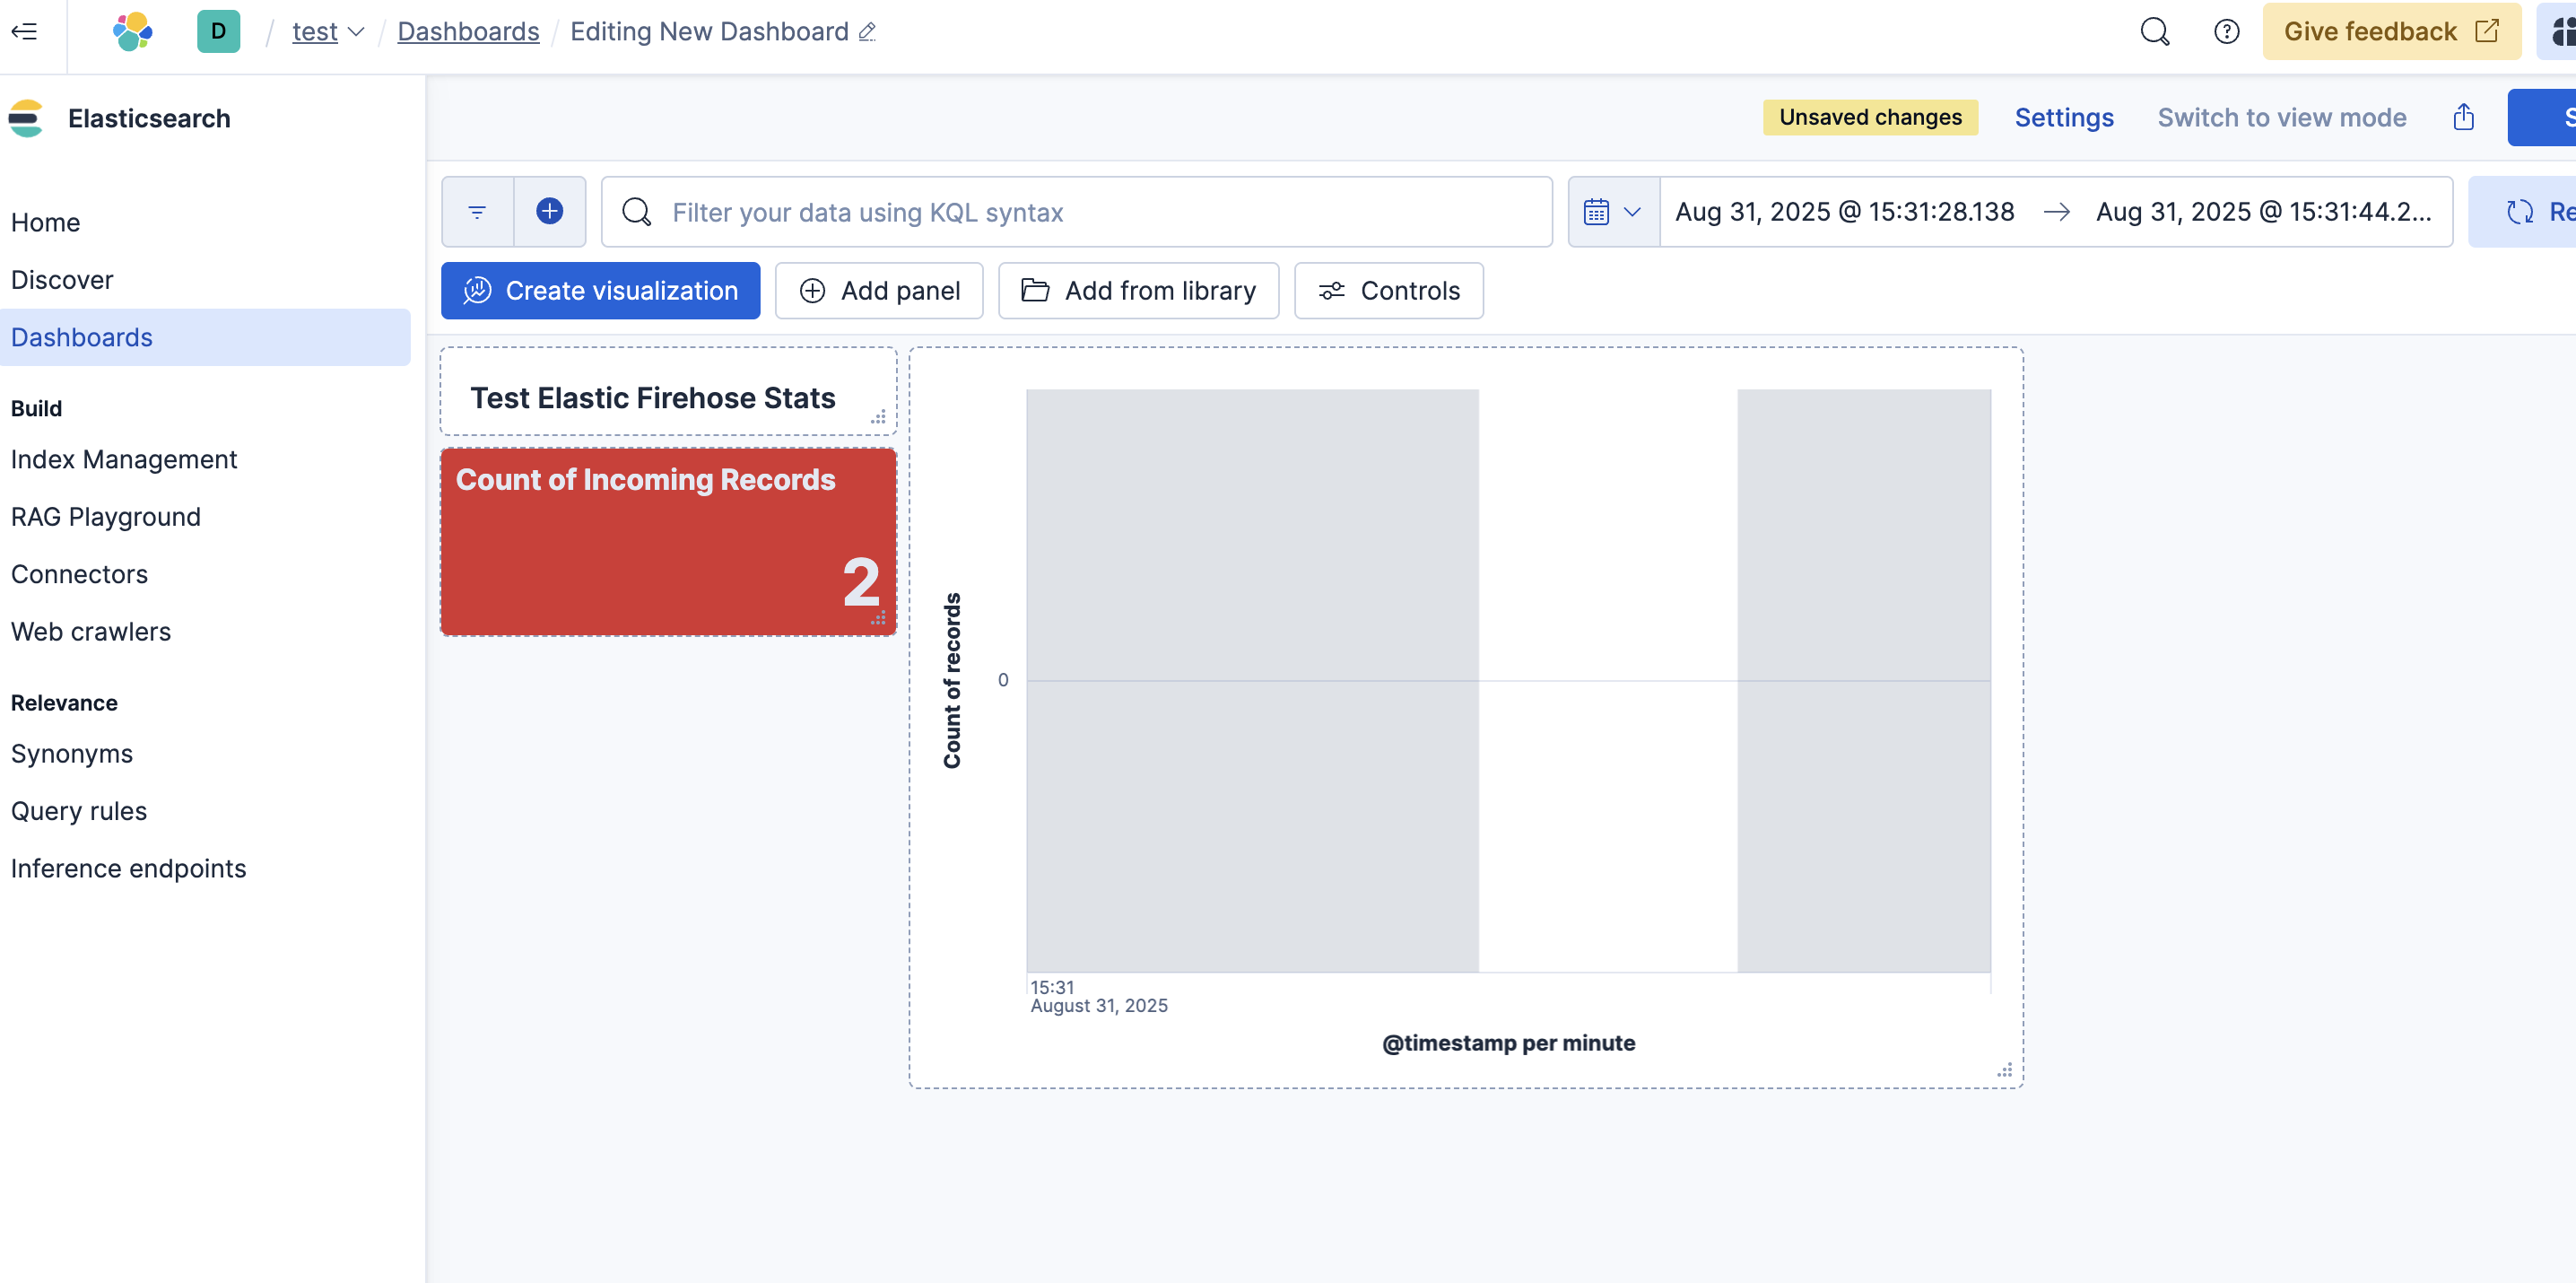 D / test / Dashboards / Editing New Dashboard
Give feedback
Elasticsearch
Unsaved changes
Settings
Switch to view mode
Home
Discover
Dashboards
Build
Index Management
RAG Playground
Connectors
Web crawlers
Relevance
Synonyms
Query rules
Inference endpoints
Filter your data using KQL syntax
Aug 31, 2025 @ 15:31:28.138 → Aug 31, 2025 @ 15:31:44.2...
Create visualization
Add panel
Add from library
Controls
Test Elastic Firehose Stats
Count of Incoming Records
2
Count of records
0
15:31
August 31, 2025
@timestamp per minute